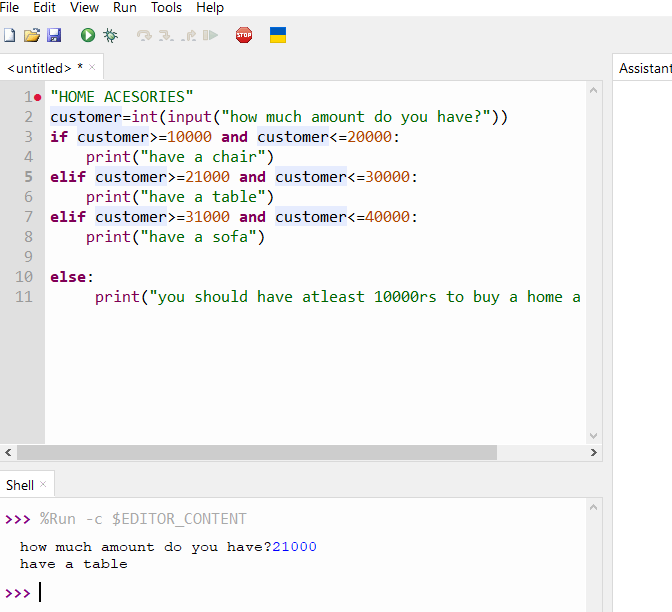 File Edit View Run Tools Help
STOP
<untitled> * ×
Assistant
1 "HOME ACESORIES"
2 customer=int(input("how much amount do you have?"))
3 if customer>=10000 and customer<=20000:
4     print("have a chair")
5 elif customer>=21000 and customer<=30000:
6     print("have a table")
7 elif customer>=31000 and customer<=40000:
8     print("have a sofa")
9
10 else:
11      print("you should have atleast 10000rs to buy a home a
Shell ×
>>> %Run -c $EDITOR_CONTENT
how much amount do you have?21000
have a table
>>>